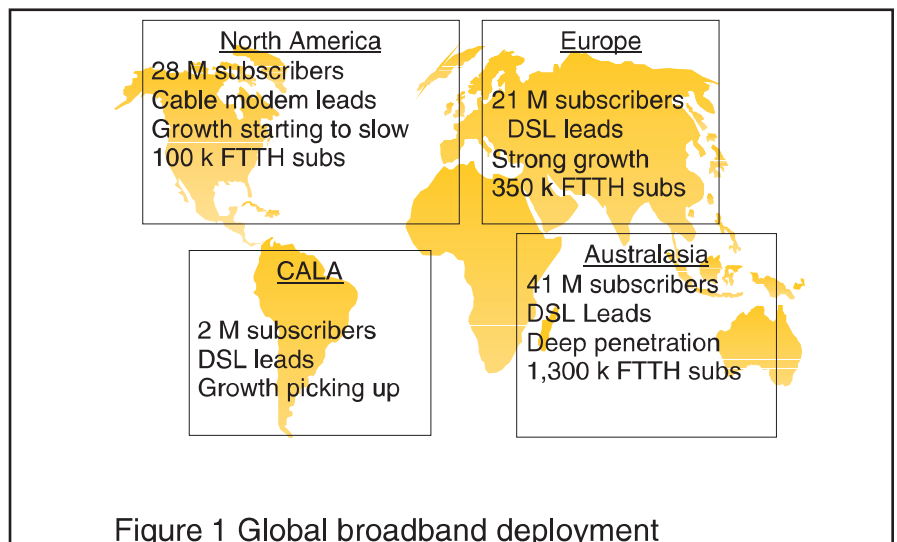 North America
28 M subscribers
Cable modem leads
Growth starting to slow
100 k FTTH subs
Europe
21 M subscribers
DSL leads
Strong growth
350 k FTTH subs
CALA
2 M subscribers
DSL leads
Growth picking up
Australasia
41 M subscribers
DSL Leads
Deep penetration
1,300 k FTTH subs
Figure 1 Global broadband deployment